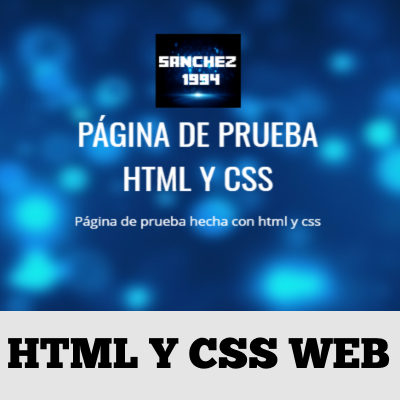 SANCHEZ
1994
PÁGINA DE PRUEBA
HTML Y CSS
Página de prueba hecha con html y css
HTML Y CSS WEB